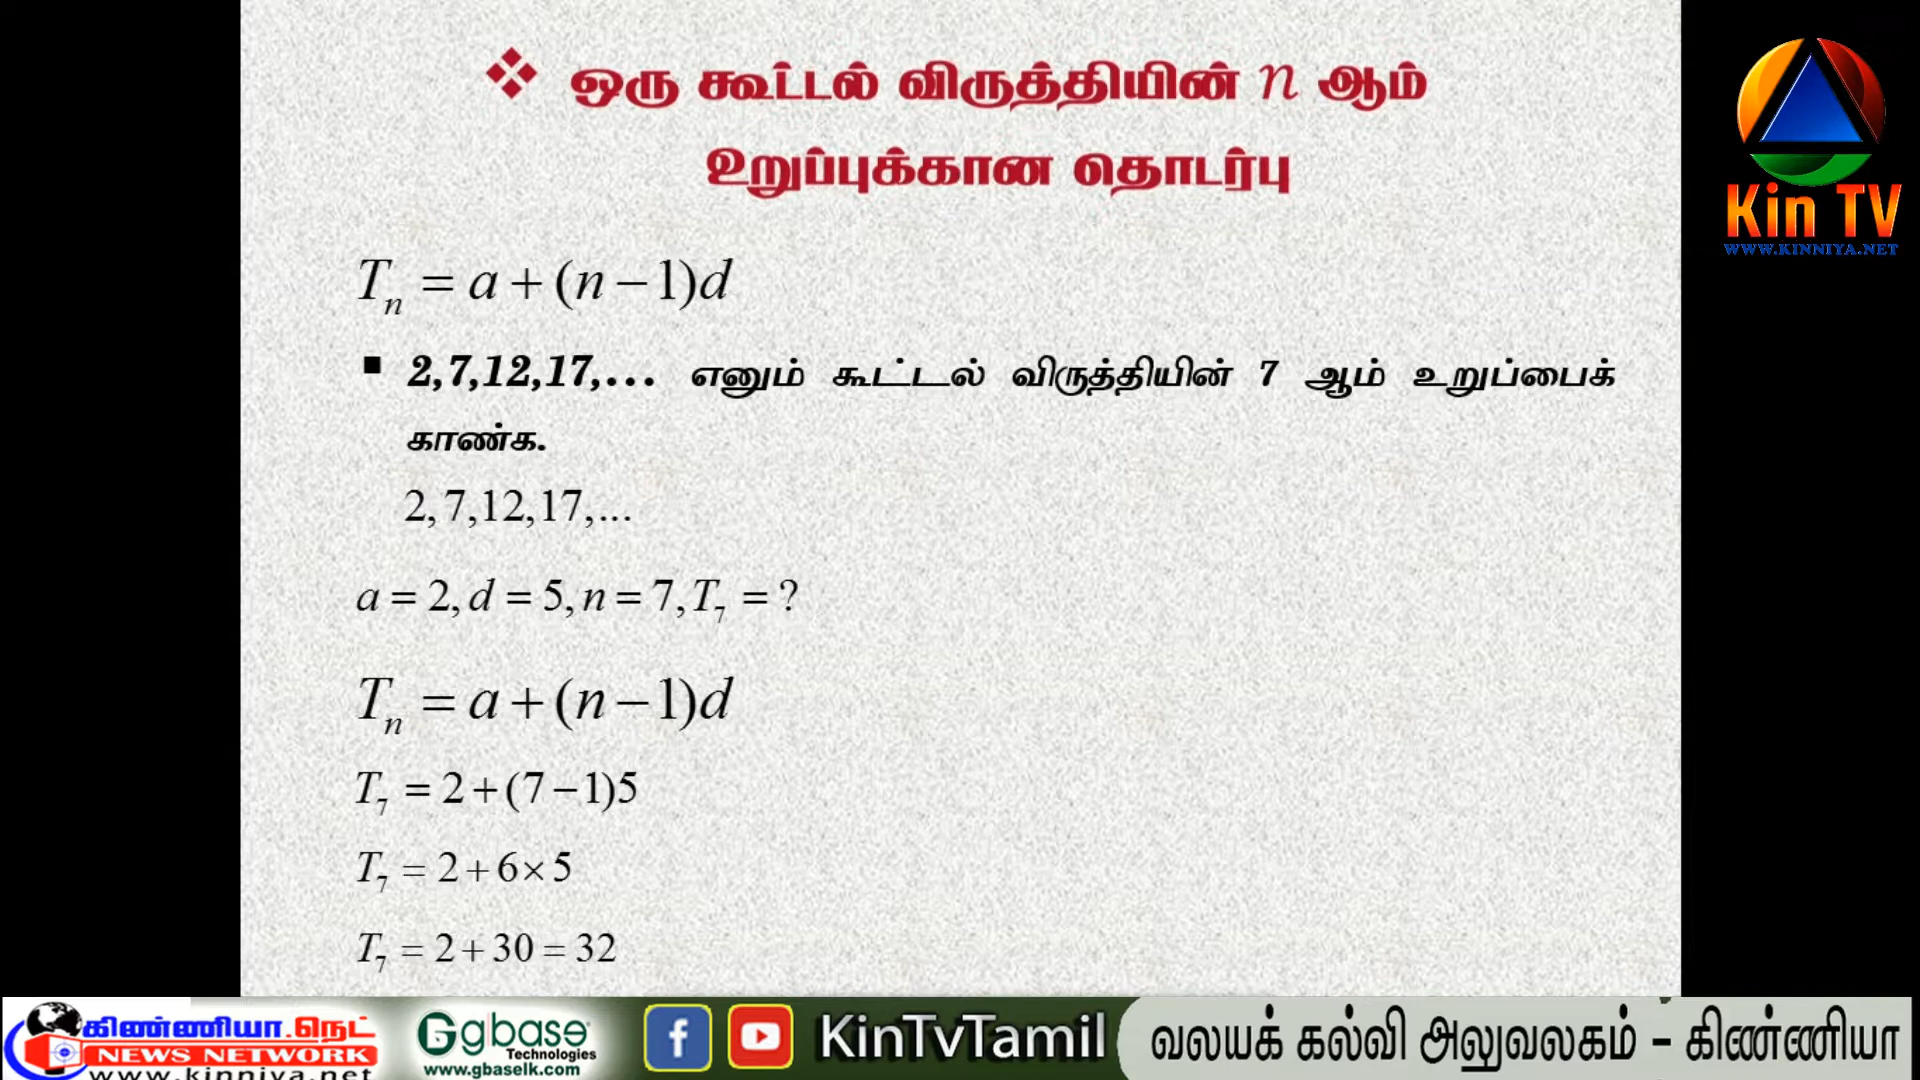 ❖ ஒரு கூட்டல் விருத்தியின் n ஆம்
உறுப்புக்கான தொடர்பு
Kin TV
WWW.KINNIYA.NET
Tₙ = a + (n − 1)d
▪ 2,7,12,17,… எனும் கூட்டல் விருத்தியின் 7 ஆம் உறுப்பைக்
காண்க.
2, 7, 12, 17, ...
a = 2, d = 5, n = 7, T₇ = ?
Tₙ = a + (n − 1)d
T₇ = 2 + (7 − 1)5
T₇ = 2 + 6 × 5
T₇ = 2 + 30 = 32
கிண்ணியா.நெட்
NEWS NETWORK
www.kinniya.net
gbase
Technologies
www.gbaselk.com
KinTvTamil
வலயக் கல்வி அலுவலகம் - கிண்ணியா